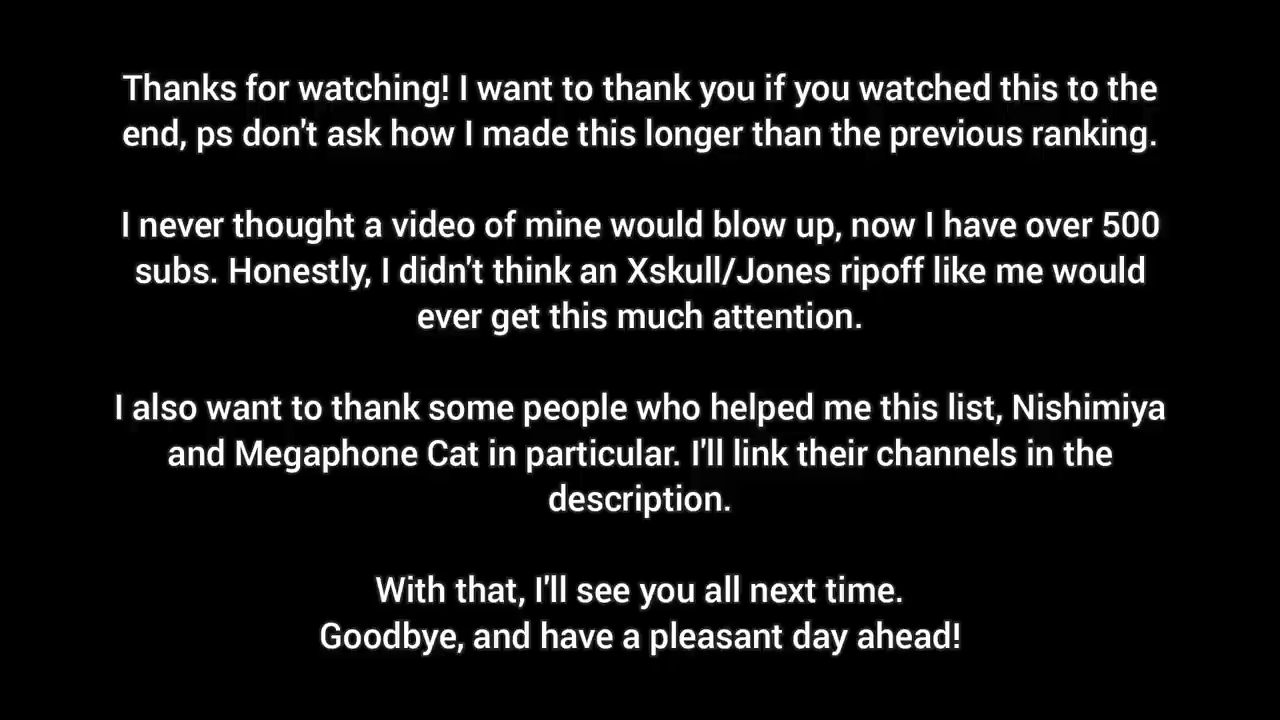 Thanks for watching! I want to thank you if you watched this to the
end, ps don't ask how I made this longer than the previous ranking.
I never thought a video of mine would blow up, now I have over 500
subs. Honestly, I didn't think an Xskull/Jones ripoff like me would
ever get this much attention.
I also want to thank some people who helped me this list, Nishimiya
and Megaphone Cat in particular. I'll link their channels in the
description.
With that, I'll see you all next time.
Goodbye, and have a pleasant day ahead!